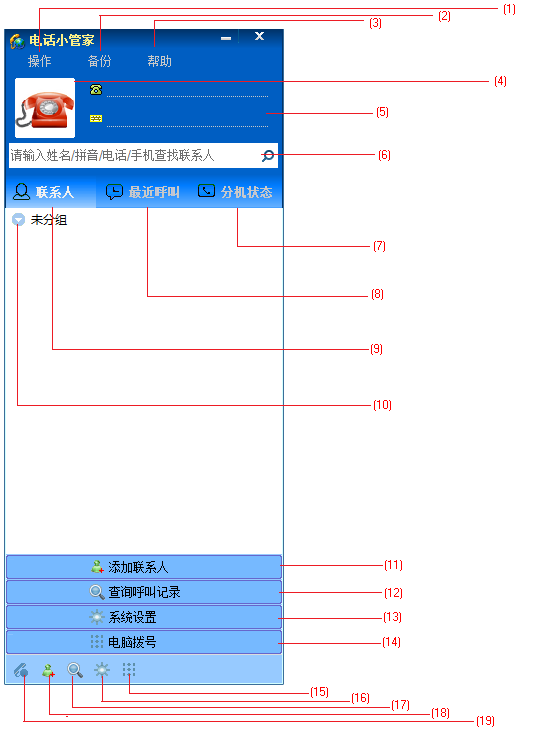 (1)
(2)
(3)
电话小管家
操作 备份 帮助
(4)
(5)
请输入姓名/拼音/电话/手机查找联系人
(6)
联系人 最近呼叫 分机状态
未分组
(7)
(8)
(9)
(10)
添加联系人
(11)
查询呼叫记录
(12)
系统设置
(13)
电脑拨号
(14)
(15)
(16)
(17)
(18)
(19)